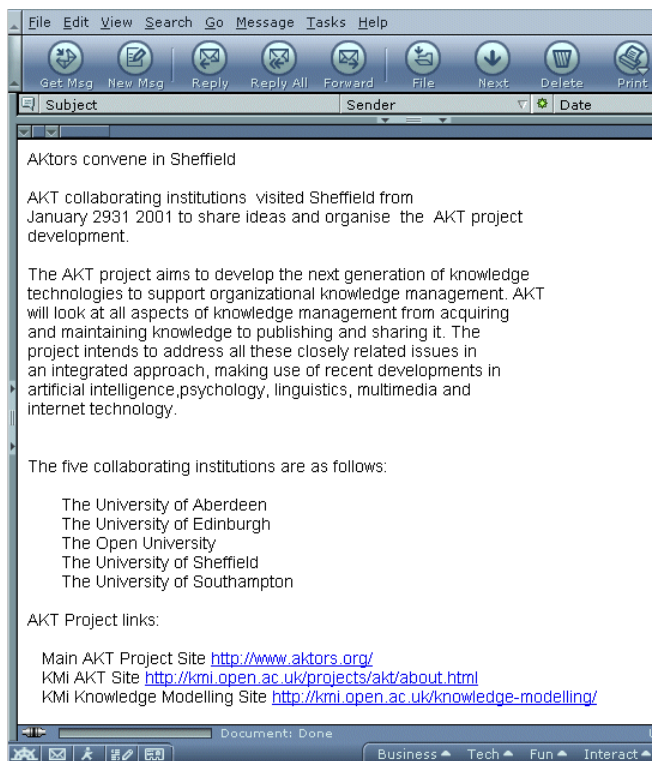 File Edit View Search Go Message Tasks Help
Get Msg New Msg Reply Reply All Forward File Next Delete Print
Subject Sender Date
AKtors convene in Sheffield
AKT collaborating institutions visited Sheffield from
January 2931 2001 to share ideas and organise the AKT project
development.
The AKT project aims to develop the next generation of knowledge
technologies to support organizational knowledge management. AKT
will look at all aspects of knowledge management from acquiring
and maintaining knowledge to publishing and sharing it. The
project intends to address all these closely related issues in
an integrated approach, making use of recent developments in
artificial intelligence,psychology, linguistics, multimedia and
internet technology.
The five collaborating institutions are as follows:
The University of Aberdeen
The University of Edinburgh
The Open University
The University of Sheffield
The University of Southampton
AKT Project links:
Main AKT Project Site http://www.aktors.org/
KMi AKT Site http://kmi.open.ac.uk/projects/akt/about.html
KMi Knowledge Modelling Site http://kmi.open.ac.uk/knowledge-modelling/
Document: Done
Business Tech Fun Interact